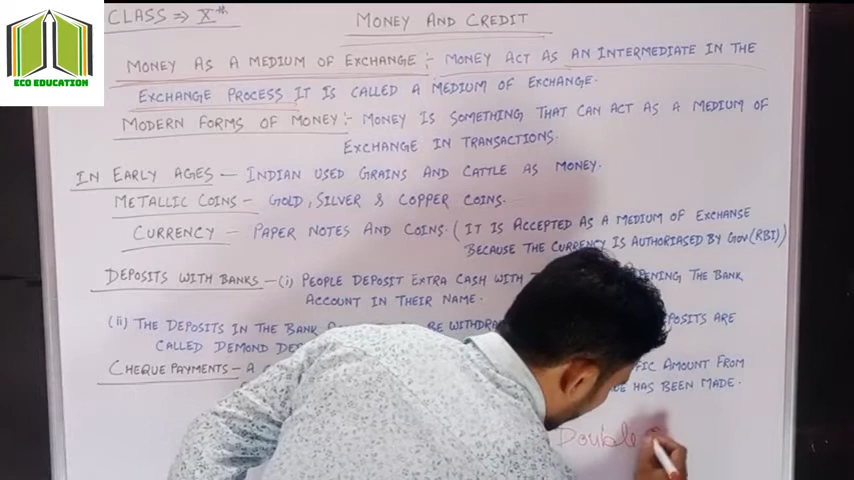 CLASS ⇒ Xth
MONEY AND CREDIT
ECO EDUCATION
MONEY AS A MEDIUM OF EXCHANGE :- MONEY ACT AS AN INTERMEDIATE IN THE
EXCHANGE PROCESS IT IS CALLED A MEDIUM OF EXCHANGE.
MODERN FORMS OF MONEY :- MONEY IS SOMETHING THAT CAN ACT AS A MEDIUM OF
EXCHANGE IN TRANSACTIONS.
IN EARLY AGES - INDIAN USED GRAINS AND CATTLE AS MONEY.
METALLIC COINS - GOLD, SILVER & COPPER COINS.
CURRENCY - PAPER NOTES AND COINS. (IT IS ACCEPTED AS A MEDIUM OF EXCHANSE
BECAUSE THE CURRENCY IS AUTHORIASED BY GOV(RBI))
DEPOSITS WITH BANKS - (i) PEOPLE DEPOSIT EXTRA CASH WITH THE BANK
ACCOUNT IN THEIR NAME.
(ii) THE DEPOSITS IN THE BANK BE DEPOSITS ARE
CALLED DEMOND
CHEQUE PAYMENTS - A AMOUNT FROM
HAS BEEN MADE.
Double